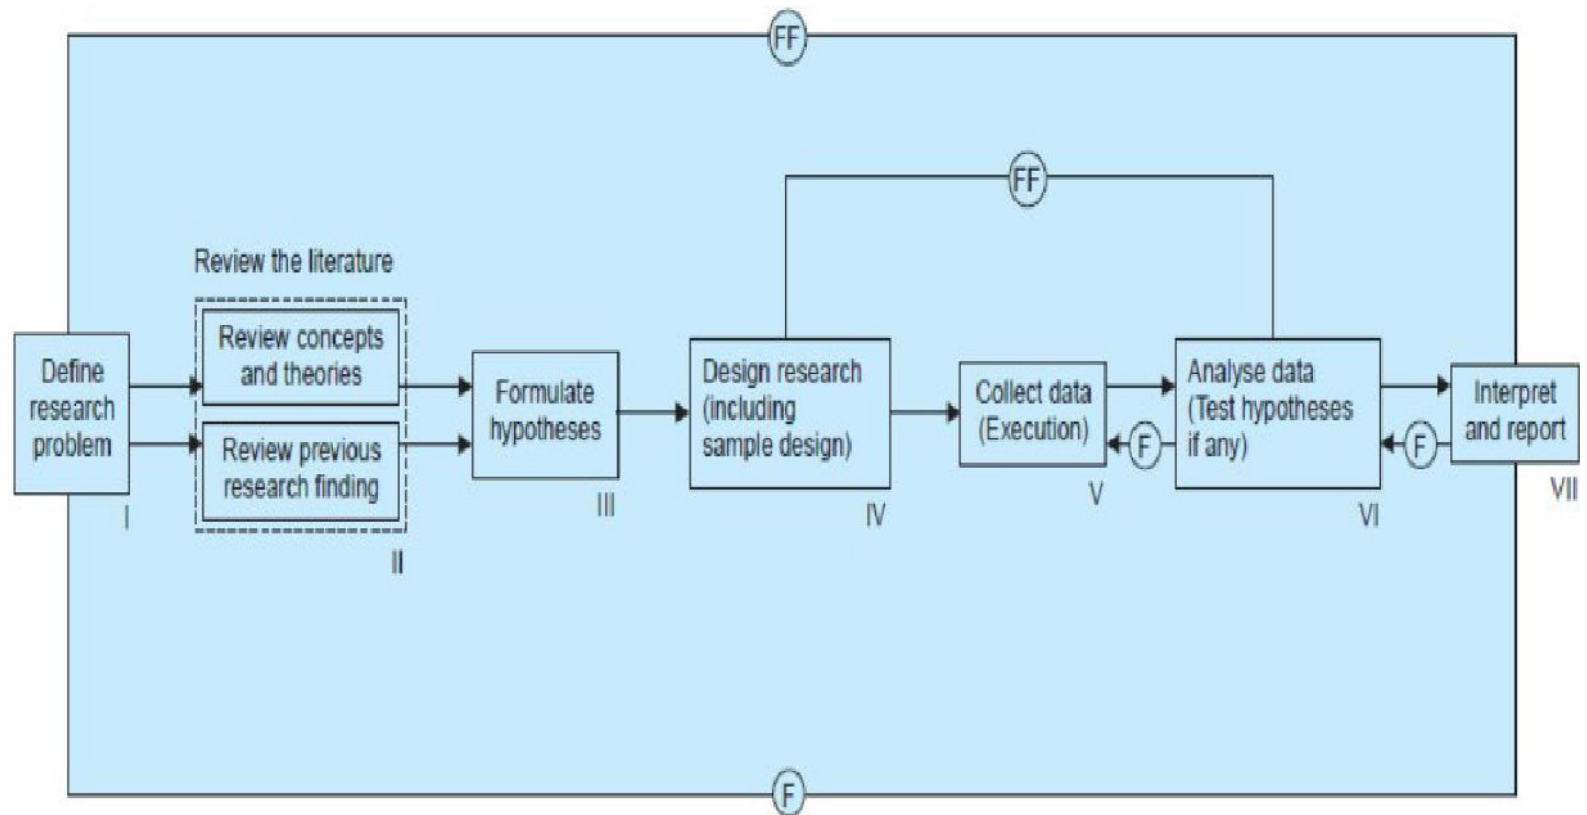 FF
FF
Review the literature
Define
research
problem
I
Review concepts
and theories
Review previous
research finding
II
Formulate
hypotheses
III
Design research
(including
sample design)
IV
Collect data
(Execution)
V
F
Analyse data
(Test hypotheses
if any)
VI
F
Interpret
and report
VII
F